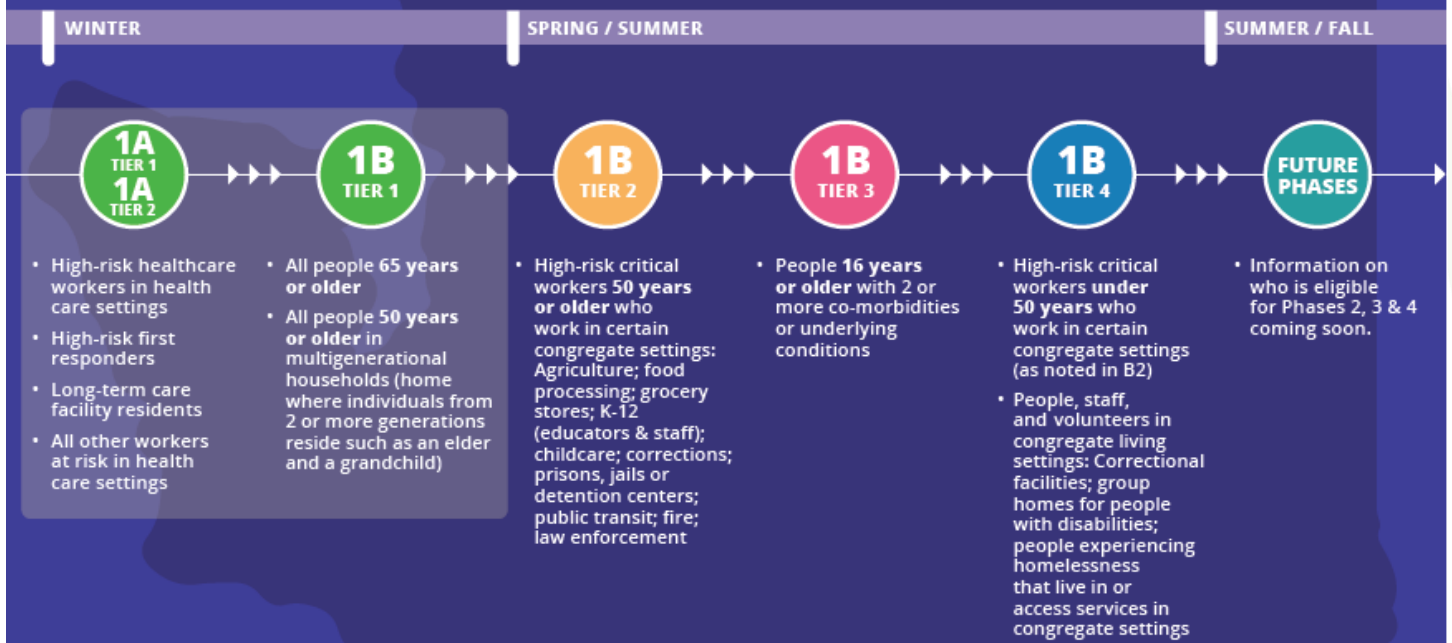 WINTER
SPRING / SUMMER
SUMMER / FALL
1A
TIER 1
1A
TIER 2
• High-risk healthcare
workers in health
care settings
• High-risk first
responders
• Long-term care
facility residents
• All other workers
at risk in health
care settings
1B
TIER 1
• All people 65 years
or older
• All people 50 years
or older in
multigenerational
households (home
where individuals from
2 or more generations
reside such as an elder
and a grandchild)
1B
TIER 2
• High-risk critical
workers 50 years
or older who
work in certain
congregate settings:
Agriculture; food
processing; grocery
stores; K-12
(educators & staff);
childcare; corrections;
prisons, jails or
detention centers;
public transit; fire;
law enforcement
1B
TIER 3
• People 16 years
or older with 2 or
more co-morbidities
or underlying
conditions
1B
TIER 4
• High-risk critical
workers under
50 years who
work in certain
congregate settings
(as noted in B2)
• People, staff,
and volunteers in
congregate living
settings: Correctional
facilities; group
homes for people
with disabilities;
people experiencing
homelessness
that live in or
access services in
congregate settings
FUTURE
PHASES
• Information on
who is eligible
for Phases 2, 3 & 4
coming soon.